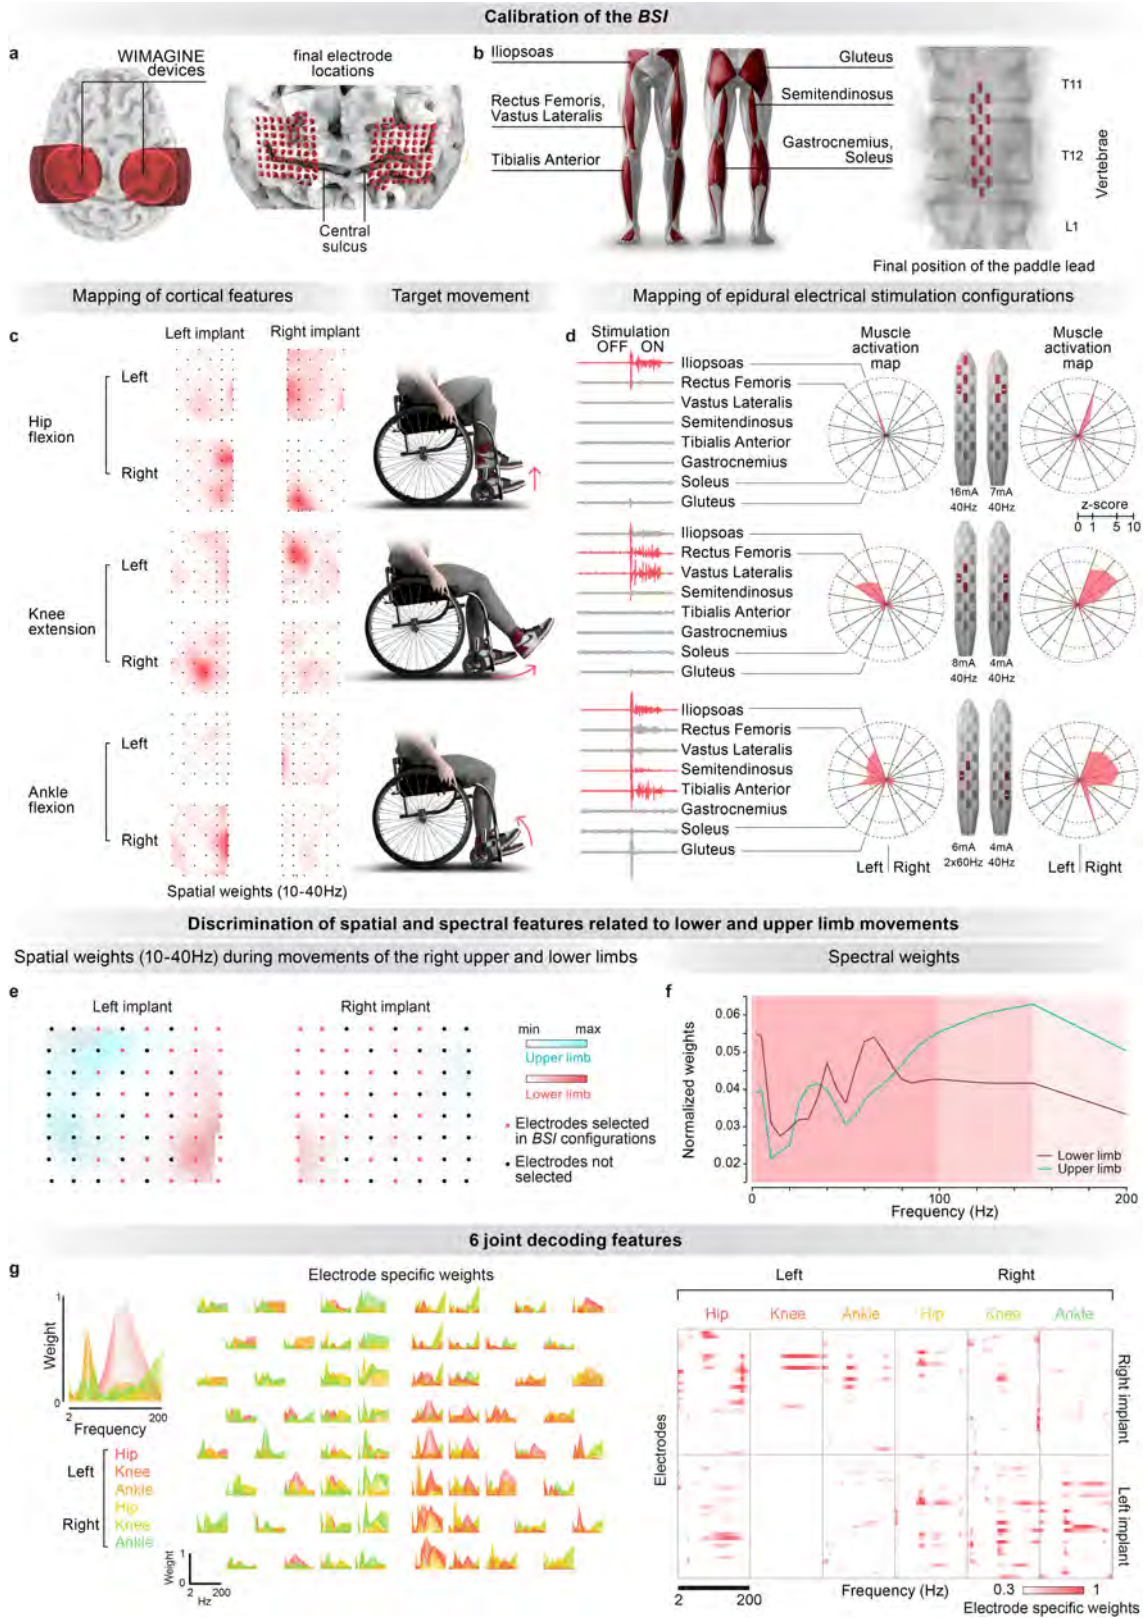 Calibration of the BSI
a
WIMAGINE
devices
final electrode
locations
Central
sulcus
b
Iliopsoas
Rectus Femoris,
Vastus Lateralis
Tibialis Anterior
Gluteus
Semitendinosus
Gastrocnemius,
Soleus
T11
T12
L1
Vertebrae
Final position of the paddle lead
Mapping of cortical features
Target movement
Mapping of epidural electrical stimulation configurations
c
Left implant
Right implant
Hip
flexion
Left
Right
Knee
extension
Left
Right
Ankle
flexion
Left
Right
Spatial weights (10-40Hz)
d
Stimulation
OFF ON
Muscle
activation
map
Muscle
activation
map
Iliopsoas
Rectus Femoris
Vastus Lateralis
Semitendinosus
Tibialis Anterior
Gastrocnemius
Soleus
Gluteus
16mA
40Hz
7mA
40Hz
z-score
0 1 5 10
Iliopsoas
Rectus Femoris
Vastus Lateralis
Semitendinosus
Tibialis Anterior
Gastrocnemius
Soleus
Gluteus
8mA
40Hz
4mA
40Hz
Iliopsoas
Rectus Femoris
Vastus Lateralis
Semitendinosus
Tibialis Anterior
Gastrocnemius
Soleus
Gluteus
Left Right
6mA
2x60Hz
4mA
40Hz
Left Right
Discrimination of spatial and spectral features related to lower and upper limb movements
Spatial weights (10-40Hz) during movements of the right upper and lower limbs
Spectral weights
e
Left implant
Right implant
min max
Upper limb
Lower limb
Electrodes selected
in BSI configurations
Electrodes not
selected
f
Normalized weights
0.06
0.05
0.04
0.03
0.02
Lower limb
Upper limb
0 100 200
Frequency (Hz)
6 joint decoding features
g
Electrode specific weights
1
Weight
0
2 200
Frequency
Left
Hip
Knee
Ankle
Right
Hip
Knee
Ankle
Weight
1
0
2 200
Hz
Left Right
Hip Knee Ankle Hip Knee Ankle
Electrodes
Right implant
Left implant
2 200
Frequency (Hz)
0.3 1
Electrode specific weights